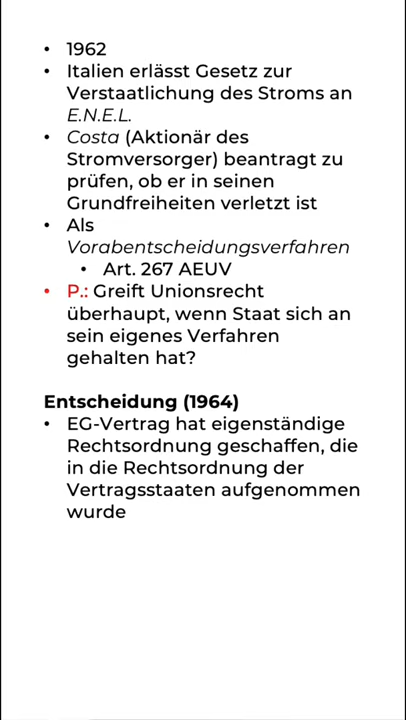 • 1962
• Italien erlässt Gesetz zur
Verstaatlichung des Stroms an
E.N.E.L.
• Costa (Aktionär des
Stromversorger) beantragt zu
prüfen, ob er in seinen
Grundfreiheiten verletzt ist
• Als
Vorabentscheidungsverfahren
• Art. 267 AEUV
• P.: Greift Unionsrecht
überhaupt, wenn Staat sich an
sein eigenes Verfahren
gehalten hat?
Entscheidung (1964)
• EG-Vertrag hat eigenständige
Rechtsordnung geschaffen, die
in die Rechtsordnung der
Vertragsstaaten aufgenommen
wurde